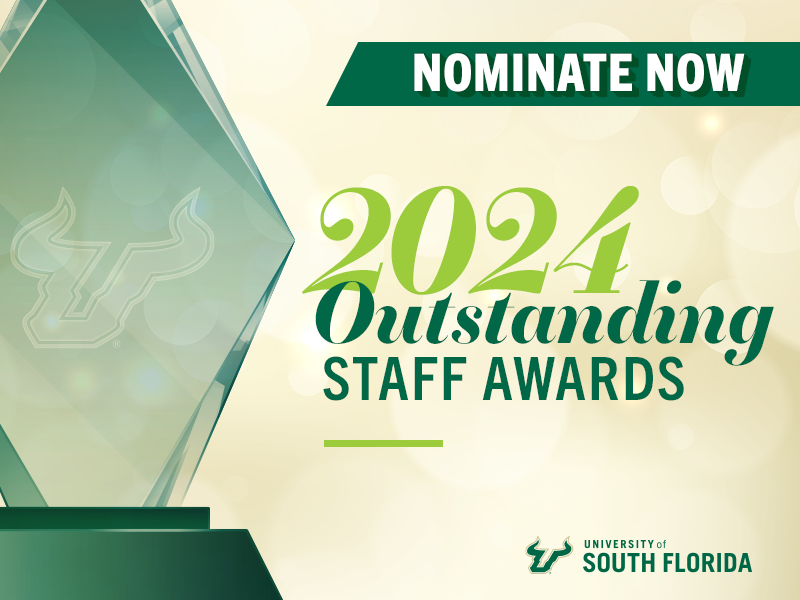 NOMINATE NOW
2024
Outstanding
STAFF AWARDS
®
UNIVERSITY of
SOUTH FLORIDA